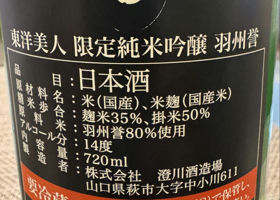 東洋美人 限定純米吟醸 羽州誉
品目：日本酒
原材料名：米（国産）、米麹（国産米）
精米歩合：麹米35％、掛米50％
原料米：羽州誉80％使用
アルコール分：14度
内容量：720ml
製造者：株式会社 澄川酒造場
山口県萩市大字中小川611
要冷蔵
で保管し、